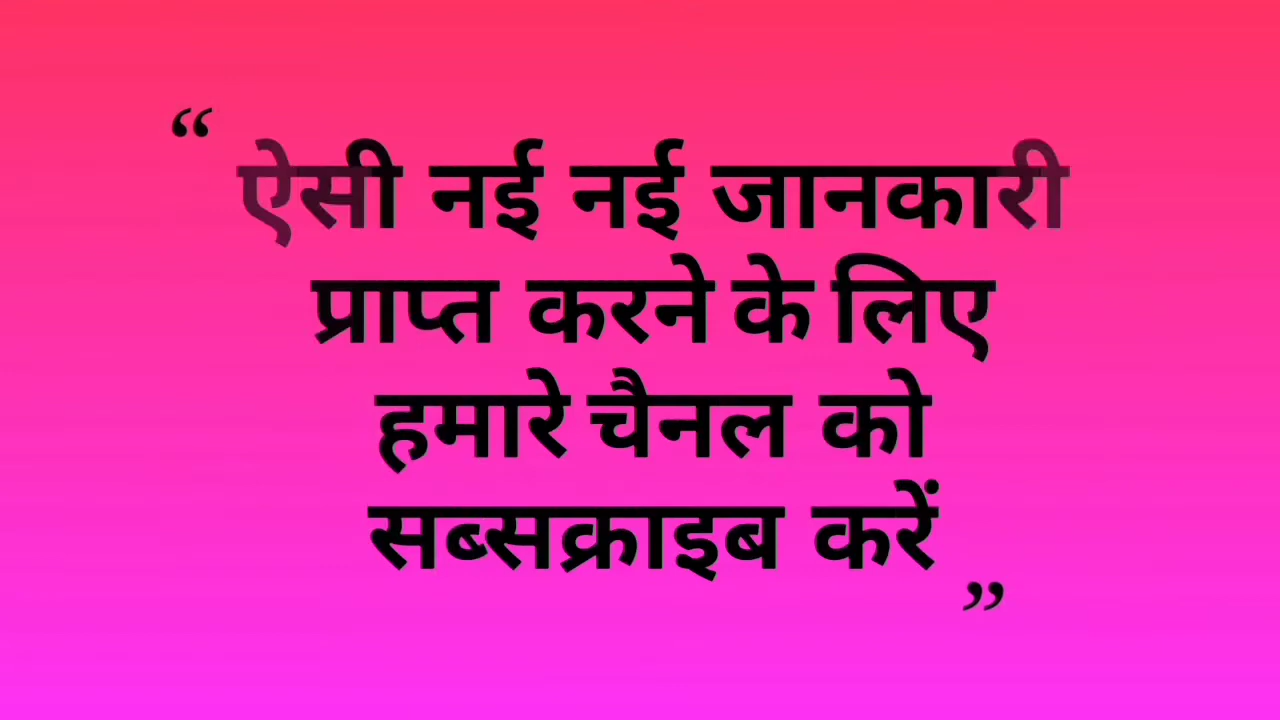 “ ऐसी नई नई जानकारी
प्राप्त करने के लिए
हमारे चैनल को
सब्सक्राइब करें ”